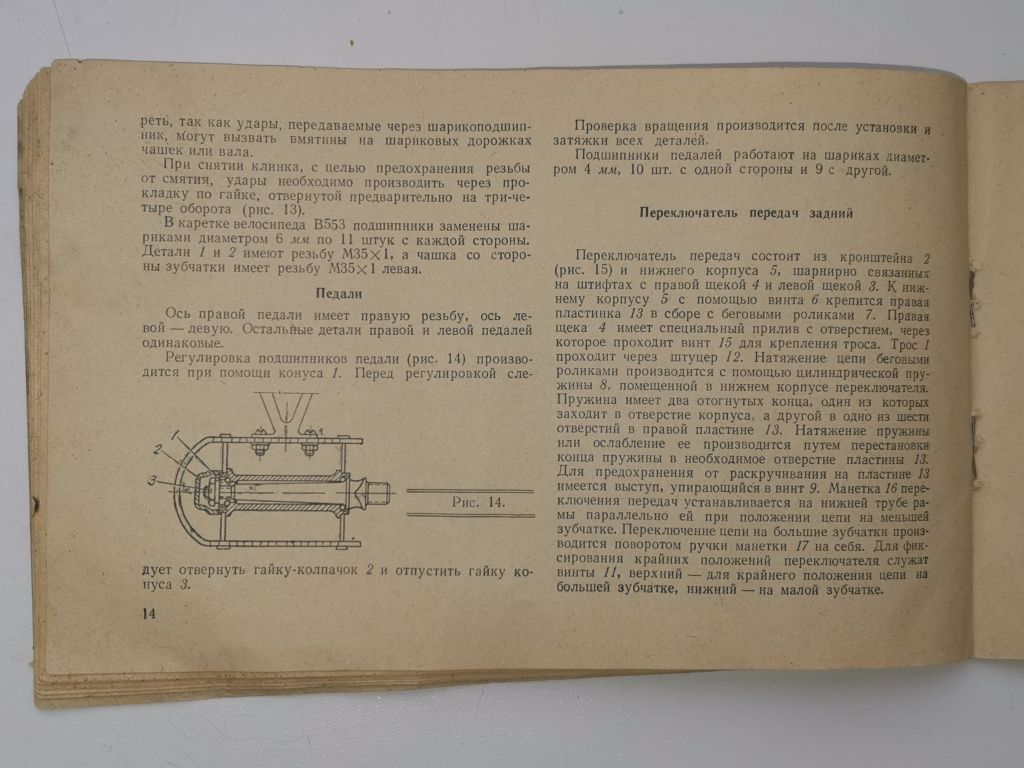 реть, так как удары, передаваемые через шарикоподшип-
ник, могут вызвать вмятины на шариковых дорожках
чашек или вала.
При снятии клинка, с целью предохранения резьбы
от смятия, удары необходимо производить через про-
кладку по гайке, отвернутой предварительно на три-че-
тыре оборота (рис. 13).
В каретке велосипеда В553 подшипники заменены ша-
риками диаметром 6 мм по 11 штук с каждой стороны.
Детали 1 и 2 имеют резьбу М35×1, а чашка со сторо-
ны зубчатки имеет резьбу М35×1 левая.
Педали
Ось правой педали имеет правую резьбу, ось ле-
вой — левую. Остальные детали правой и левой педалей
одинаковые.
Регулировка подшипников педали (рис. 14) произво-
дится при помощи конуса 1. Перед регулировкой сле-
1
2
3
Рис. 14.
дует отвернуть гайку-колпачок 2 и отпустить гайку ко-
нуса 3.
14
Проверка вращения производится после установки и
затяжки всех деталей.
Подшипники педалей работают на шариках диамет-
ром 4 мм, 10 шт. с одной стороны и 9 с другой.
Переключатель передач задний
Переключатель передач состоит из кронштейна 2
(рис. 15) и нижнего корпуса 5, шарнирно связанных
на штифтах с правой щекой 4 и левой щекой 3. К ниж-
нему корпусу 5 с помощью винта 6 крепится правая
пластинка 13 в сборе с беговыми роликами 7. Правая
щека 4 имеет специальный прилив с отверстием, через
которое проходит винт 15 для крепления троса. Трос 1
проходит через штуцер 12. Натяжение цепи беговыми
роликами производится с помощью цилиндрической пру-
жины 8, помещенной в нижнем корпусе переключателя.
Пружина имеет два отогнутых конца, один из которых
заходит в отверстие корпуса, а другой в одно из шести
отверстий в правой пластине 13. Натяжение пружины
или ослабление ее производится путем перестановки
конца пружины в необходимое отверстие пластины 13.
Для предохранения от раскручивания на пластине 13
имеется выступ, упирающийся в винт 9. Манетка 16 пере-
ключения передач устанавливается на нижней трубе ра-
мы параллельно ей при положении цепи на меньшей
зубчатке. Переключение цепи на большие зубчатки произ-
водится поворотом ручки манетки 17 на себя. Для фик-
сирования крайних положений переключателя служат
винты 11, верхний — для крайнего положения цепи на
большей зубчатке, нижний — на малой зубчатке.